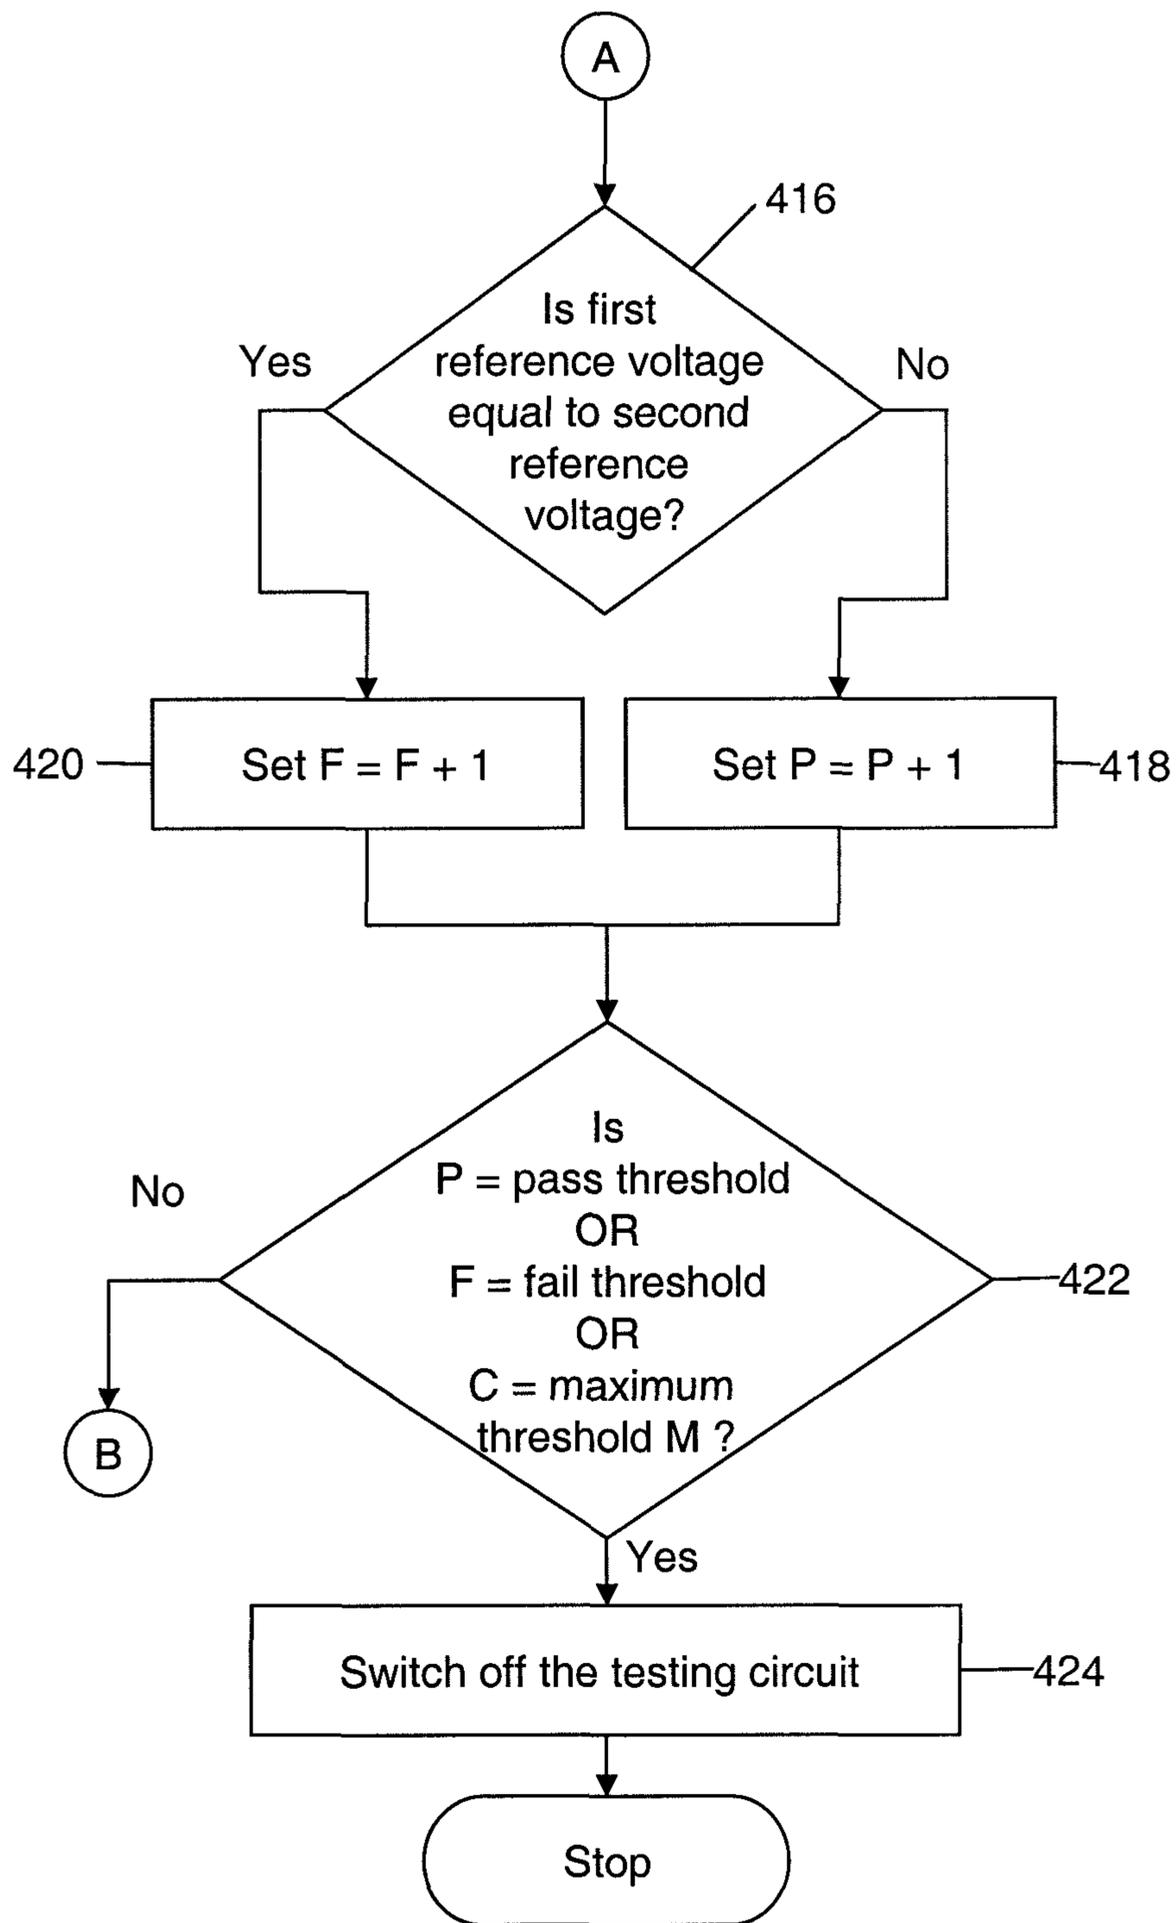 A
416
Is first
reference voltage
equal to second
reference
voltage?
Yes
No
420
Set F = F + 1
Set P = P + 1
418
Is
P = pass threshold
OR
F = fail threshold
OR
C = maximum
threshold M ?
No
422
B
Yes
Switch off the testing circuit
424
Stop